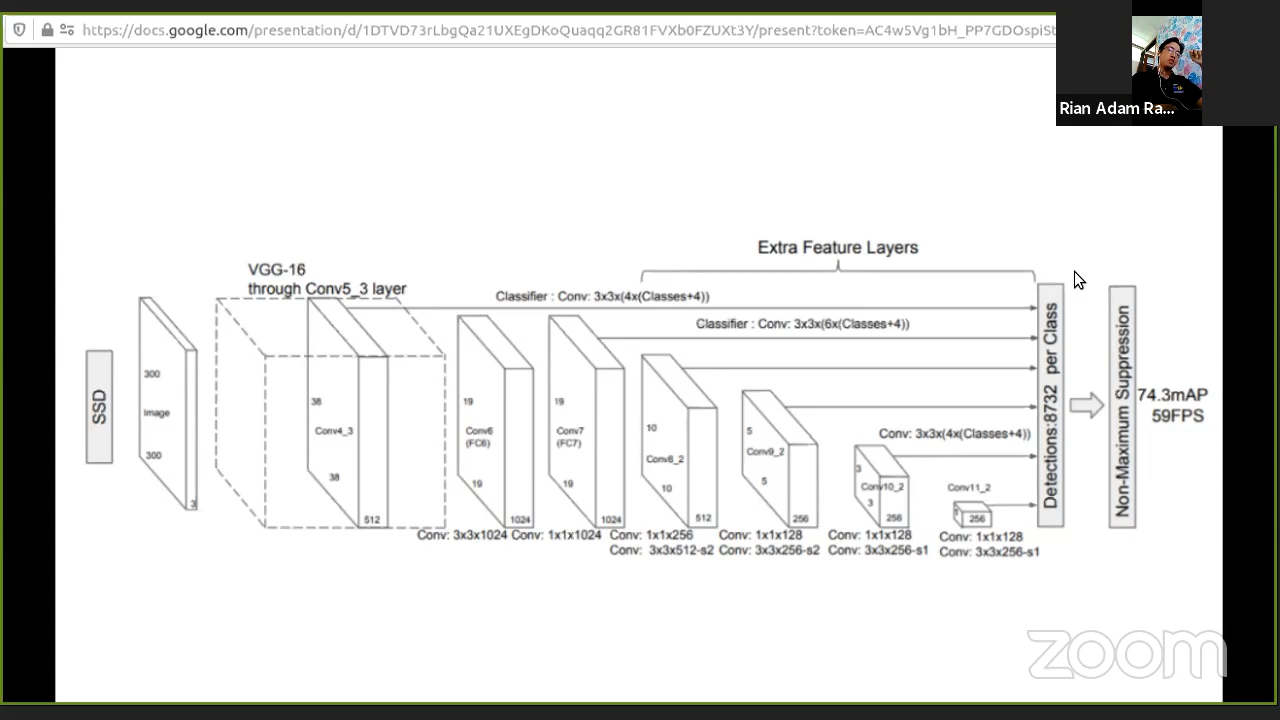 https://docs.google.com/presentation/d/1DTVD73rLbgQa21UXEgDKoQuaqq2GR81FVXb0FZUXt3Y/present?token=AC4w5Vg1bH_PP7GDOspiSt
Rian Adam Ra...
Extra Feature Layers
VGG-16
through Conv5_3 layer
Classifier : Conv: 3x3x(4x(Classes+4))
Classifier : Conv: 3x3x(6x(Classes+4))
SSD
300
Image
300
3
38
Conv4_3
38
512
19
Conv6
(FC6)
19
1024
19
Conv7
(FC7)
19
1024
10
Conv8_2
10
512
5
Conv9_2
5
256
Conv: 3x3x(4x(Classes+4))
3
Conv10_2
3
256
Conv11_2
1
256
Conv: 3x3x1024
Conv: 1x1x1024
Conv: 1x1x256
Conv: 3x3x512-s2
Conv: 1x1x128
Conv: 3x3x256-s2
Conv: 1x1x128
Conv: 3x3x256-s1
Conv: 1x1x128
Conv: 3x3x256-s1
Detections:8732 per Class
Non-Maximum Suppression
74.3mAP
59FPS
zoom